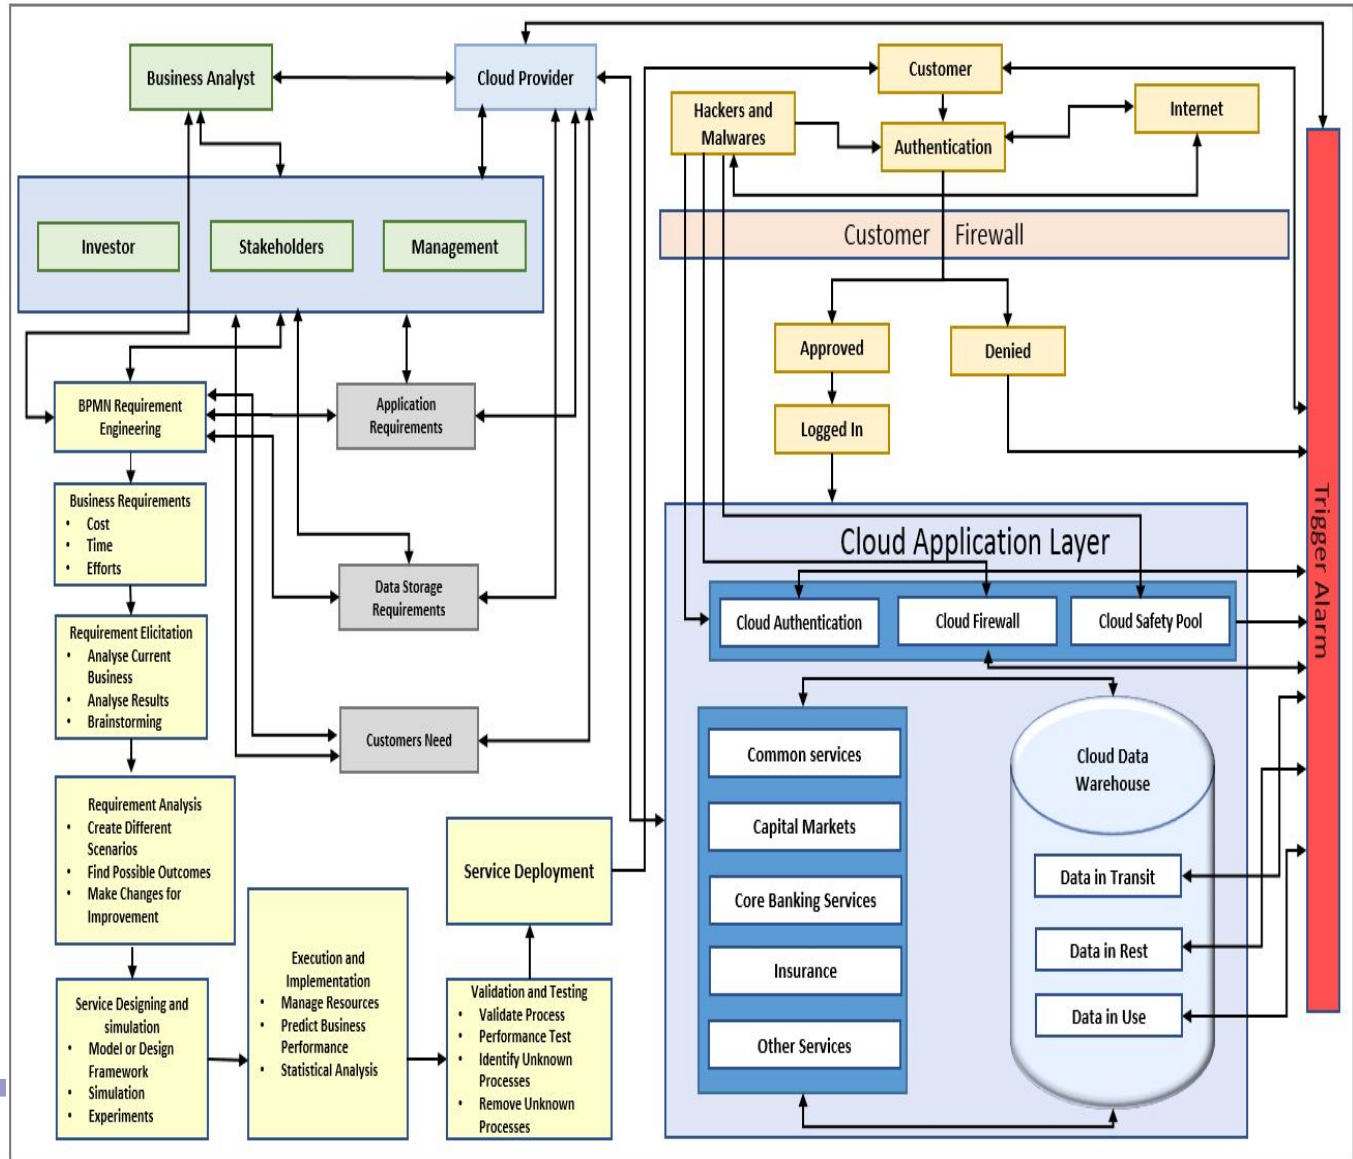 Business Analyst
Cloud Provider
Customer
Hackers and
Malwares
Internet
Authentication
Investor
Stakeholders
Management
Customer Firewall
Approved
Denied
Logged In
BPMN Requirement
Engineering
Application
Requirements
Business Requirements
• Cost
• Time
• Efforts
Data Storage
Requirements
Requirement Elicitation
• Analyse Current
Business
• Analyse Results
• Brainstorming
Customers Need
Requirement Analysis
• Create Different
Scenarios
• Find Possible Outcomes
• Make Changes for
Improvement
Service Designing and
simulation
• Model or Design
Framework
• Simulation
• Experiments
Execution and
Implementation
• Manage Resources
• Predict Business
Performance
• Statistical Analysis
Validation and Testing
• Validate Process
• Performance Test
• Identify Unknown
Processes
• Remove Unknown
Processes
Service Deployment
Cloud Application Layer
Cloud Authentication
Cloud Firewall
Cloud Safety Pool
Common services
Capital Markets
Core Banking Services
Insurance
Other Services
Cloud Data
Warehouse
Data in Transit
Data in Rest
Data in Use
Trigger Alarm